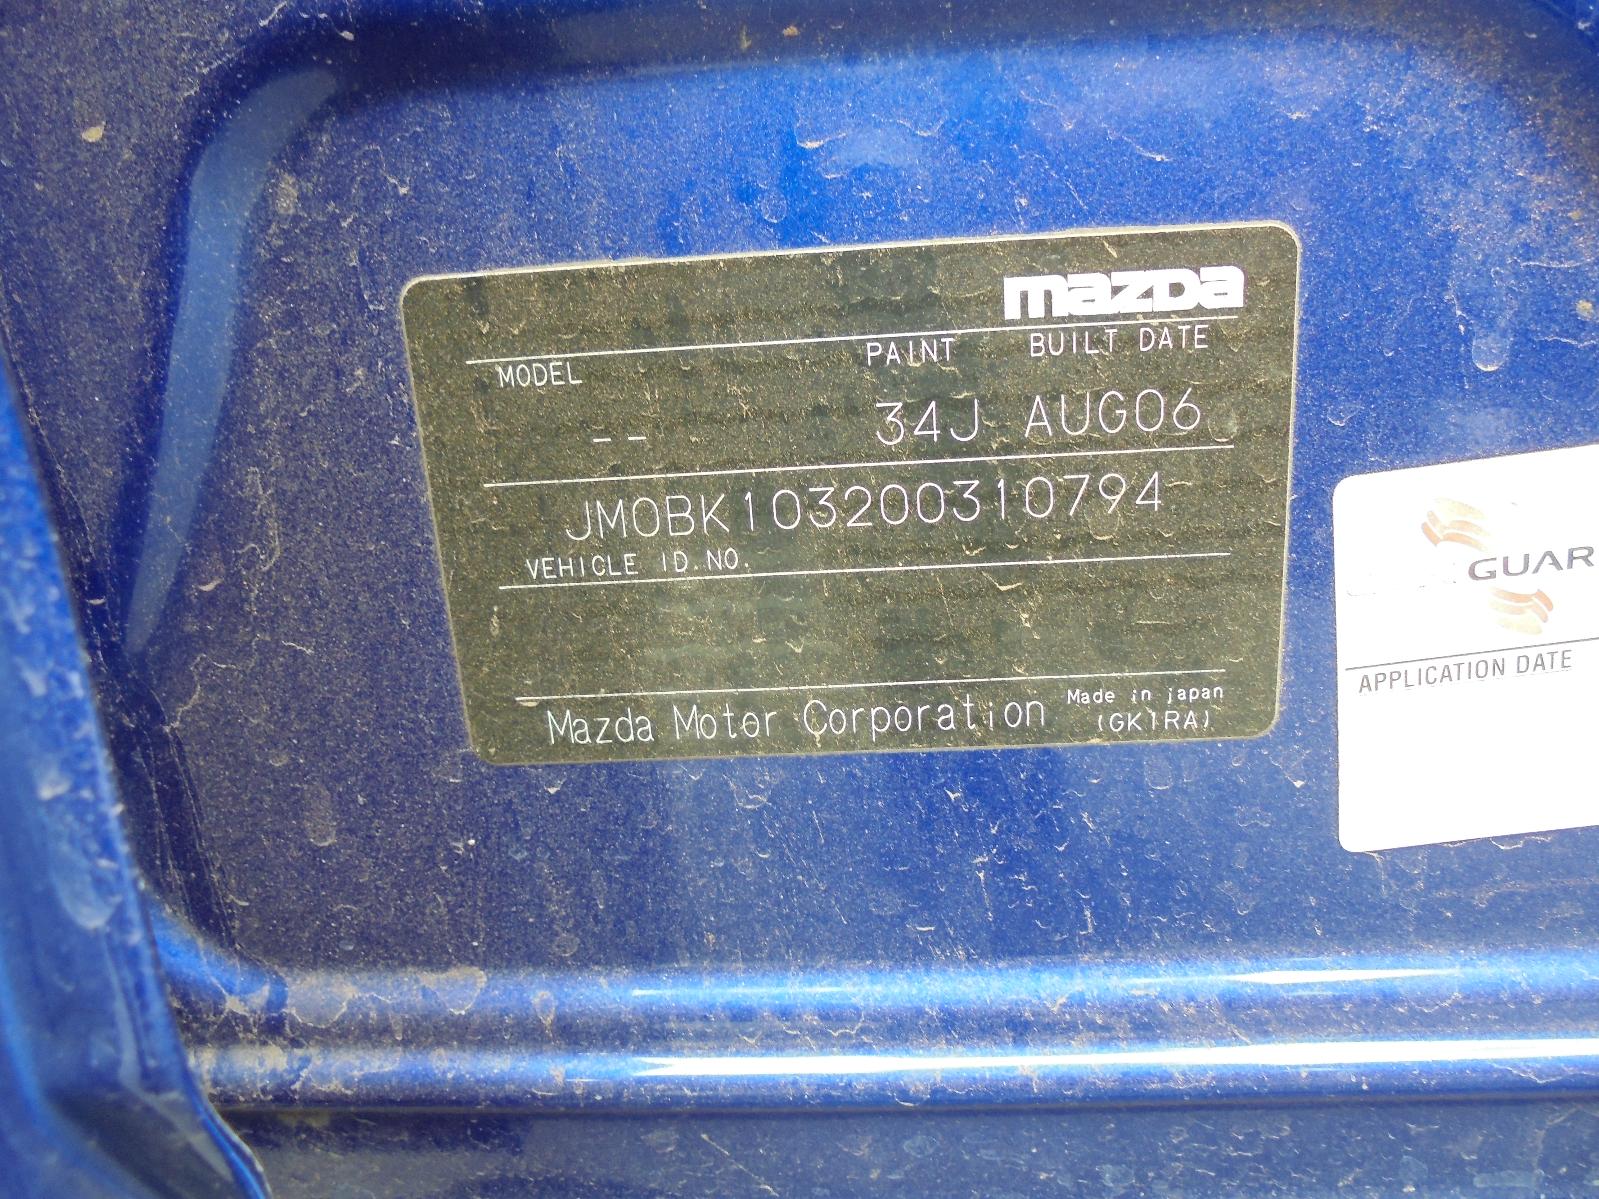 mazda
MODEL PAINT BUILT DATE
-- 34J AUG06
JM0BK103200310794
VEHICLE ID. NO.
Mazda Motor Corporation Made in japan
(GK1RA)
GUAR
APPLICATION DATE